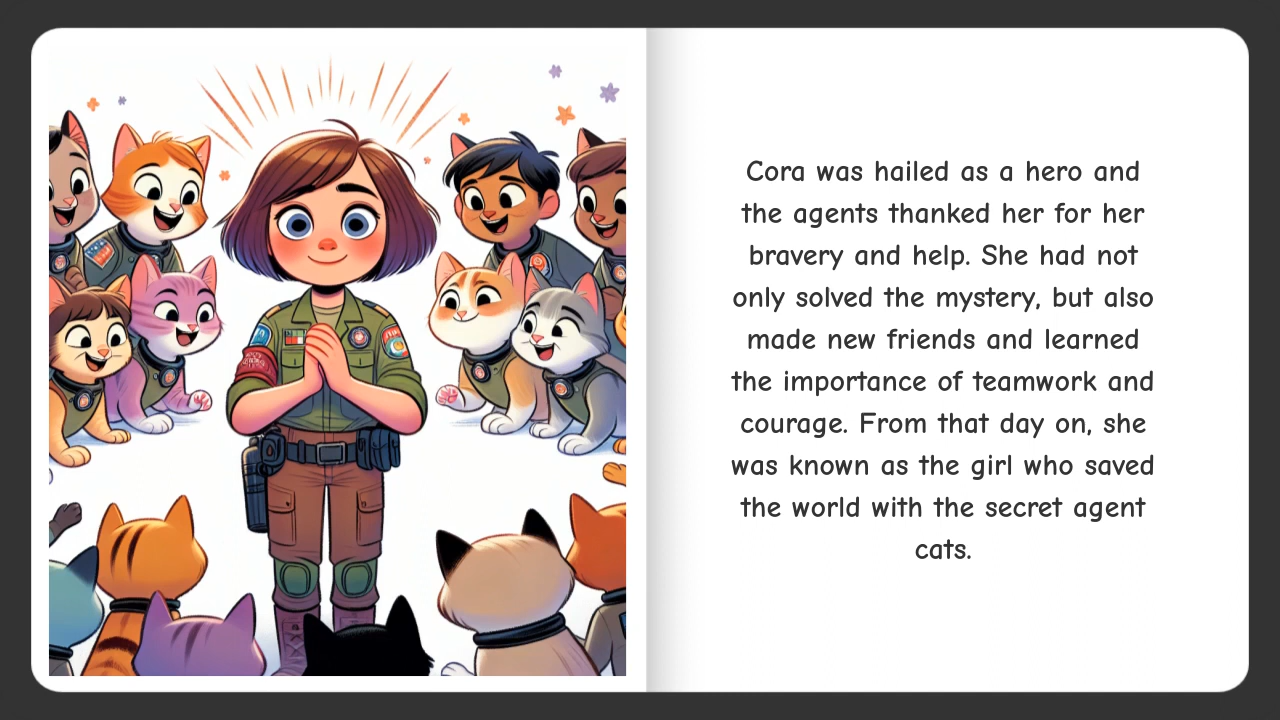 Cora was hailed as a hero and
the agents thanked her for her
bravery and help. She had not
only solved the mystery, but also
made new friends and learned
the importance of teamwork and
courage. From that day on, she
was known as the girl who saved
the world with the secret agent
cats.